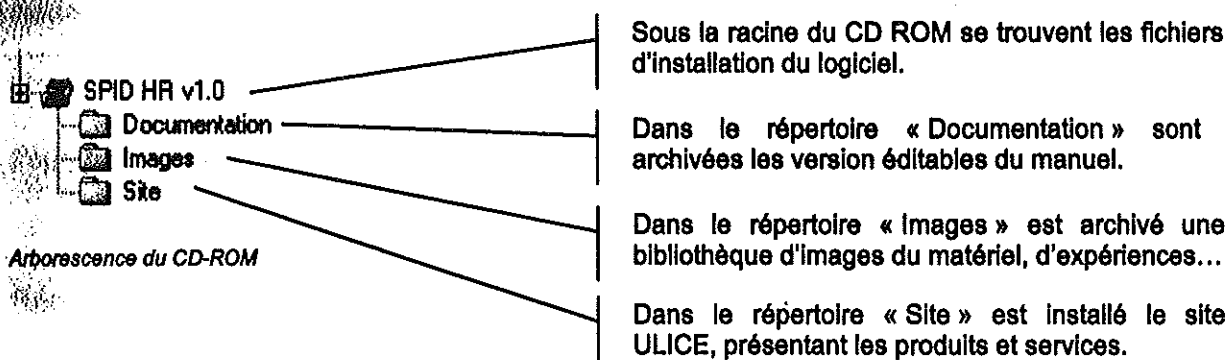 SPID HR v1.0
Documentation
Images
Site
Arborescence du CD-ROM
Sous la racine du CD ROM se trouvent les fichiers
d'installation du logiciel.
Dans le répertoire « Documentation » sont
archivées les version éditables du manuel.
Dans le répertoire « Images » est archivé une
bibliothèque d'images du matériel, d'expériences...
Dans le répertoire « Site » est installé le site
ULICE, présentant les produits et services.